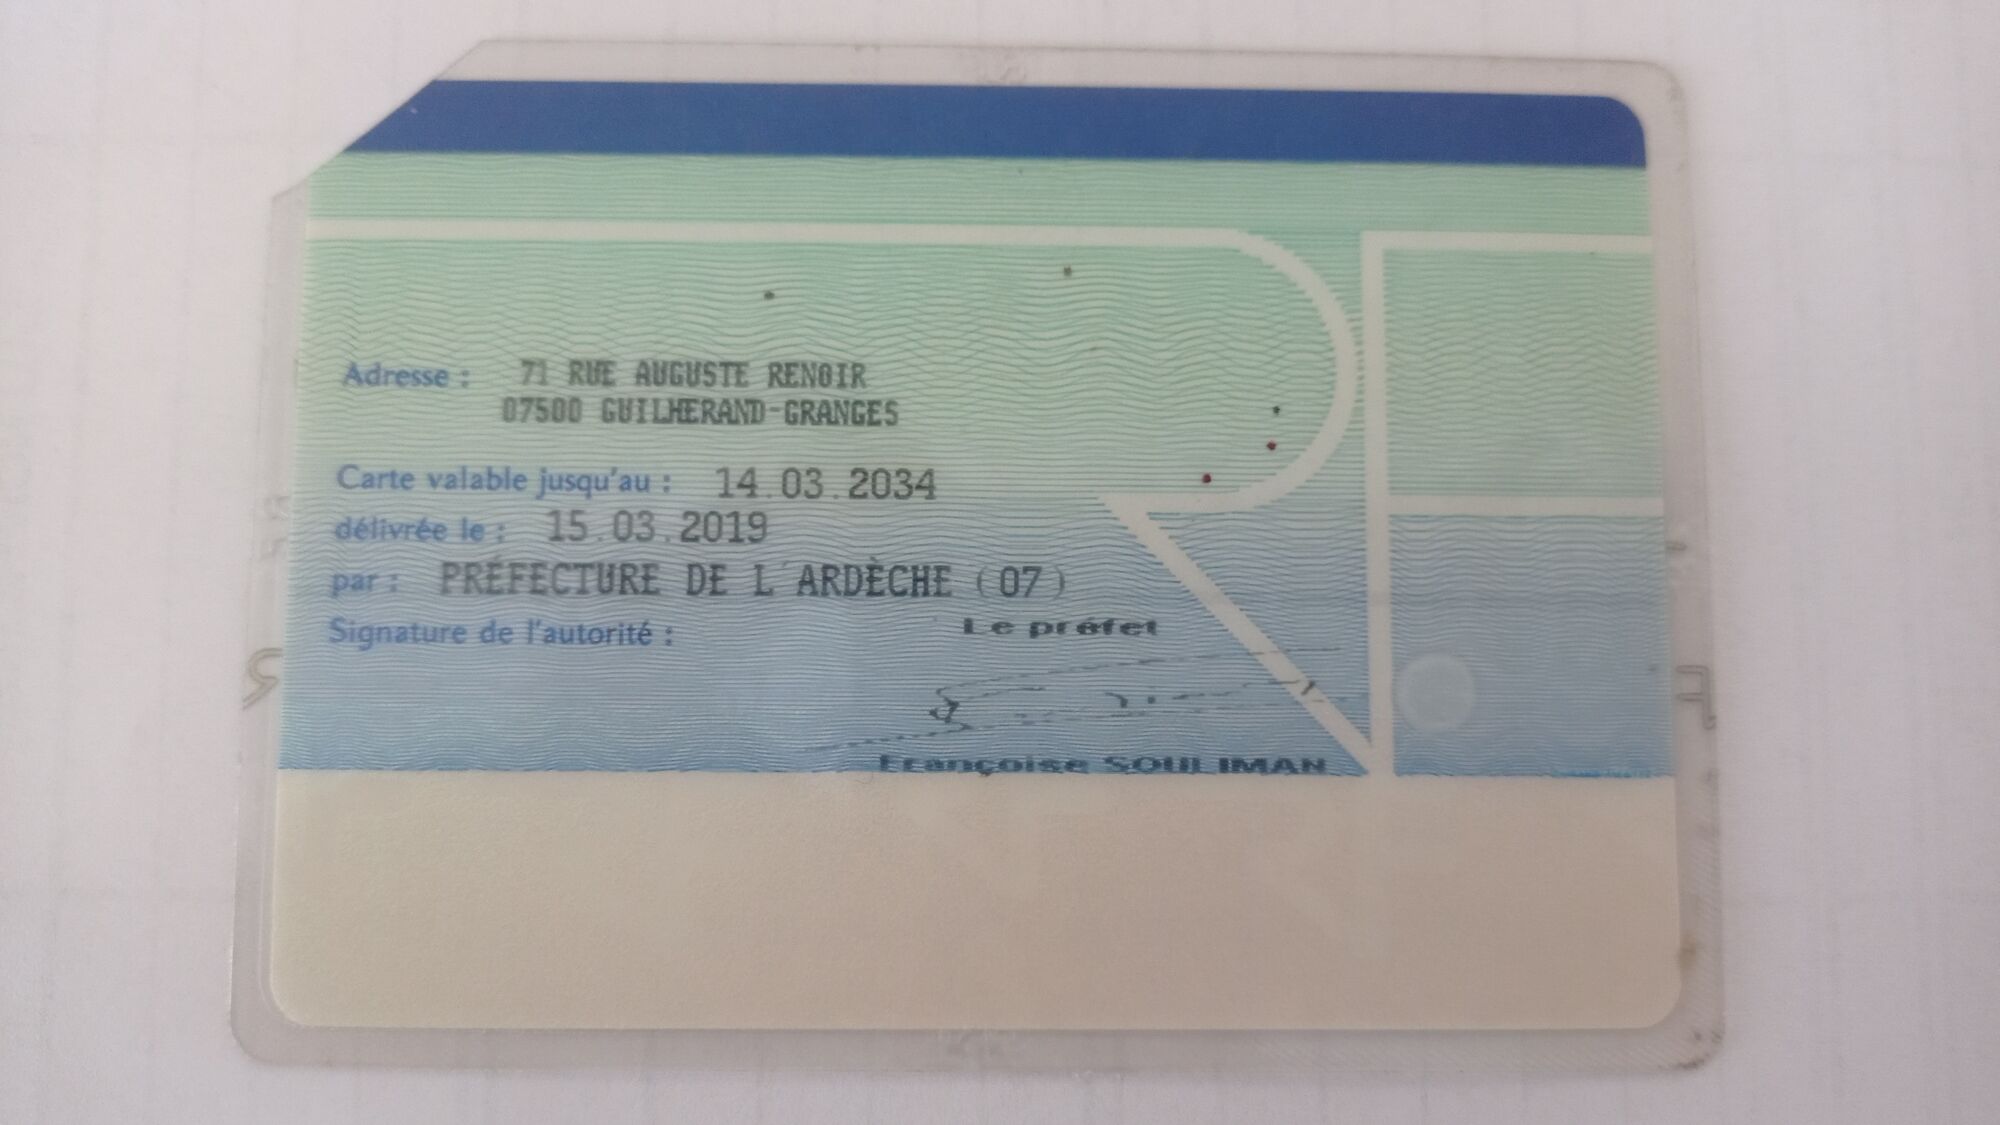 Adresse : 71 RUE AUGUSTE RENOIR
07500 GUILHERAND-GRANGES
Carte valable jusqu'au : 14.03.2034
délivrée le : 15.03.2019
par : PRÉFECTURE DE L'ARDÈCHE (07)
Signature de l'autorité :
Le préfet
Françoise SOULIMAN
RF